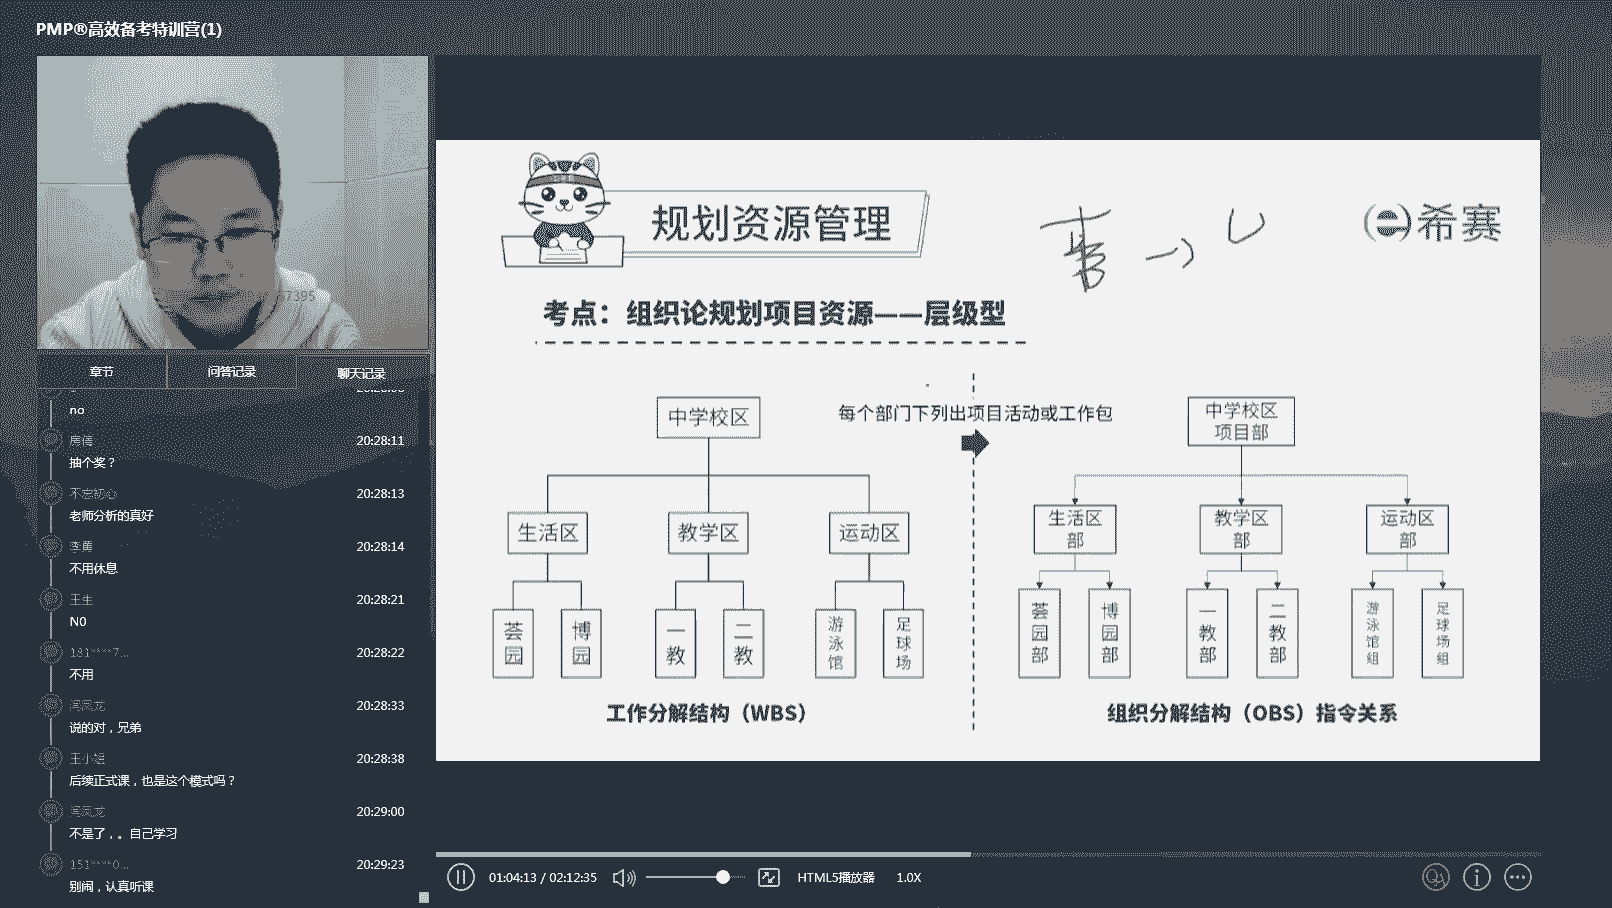 PMP®高效备考特训营(1)
章节
问答记录
聊天记录
no
20:28:11
抽个奖？
不忘初心
20:28:13
老师分析的真好
李茵
20:28:14
不用休息
王生
20:28:21
NO
181****7...
20:28:22
不用
冯凤龙
20:28:33
说的对，兄弟
20:28:38
后续正式课，也是这个模式吗？
冯凤龙
20:29:00
不是了，。自己学习
151****0...
20:29:23
别闹，认真听课
规划资源管理
希赛
考点：组织论规划项目资源——层级型
每个部门下列出项目活动或工作包
中学校区
生活区
教学区
运动区
荟园
博园
一教
二教
游泳馆
足球场
工作分解结构（WBS）
中学校区
项目部
生活区
部
教学区
部
运动区
部
荟园部
博园部
一教部
二教部
游泳馆组
足球场组
组织分解结构（OBS）指令关系
01:04:13 / 02:12:35
HTML5播放器
1.0X